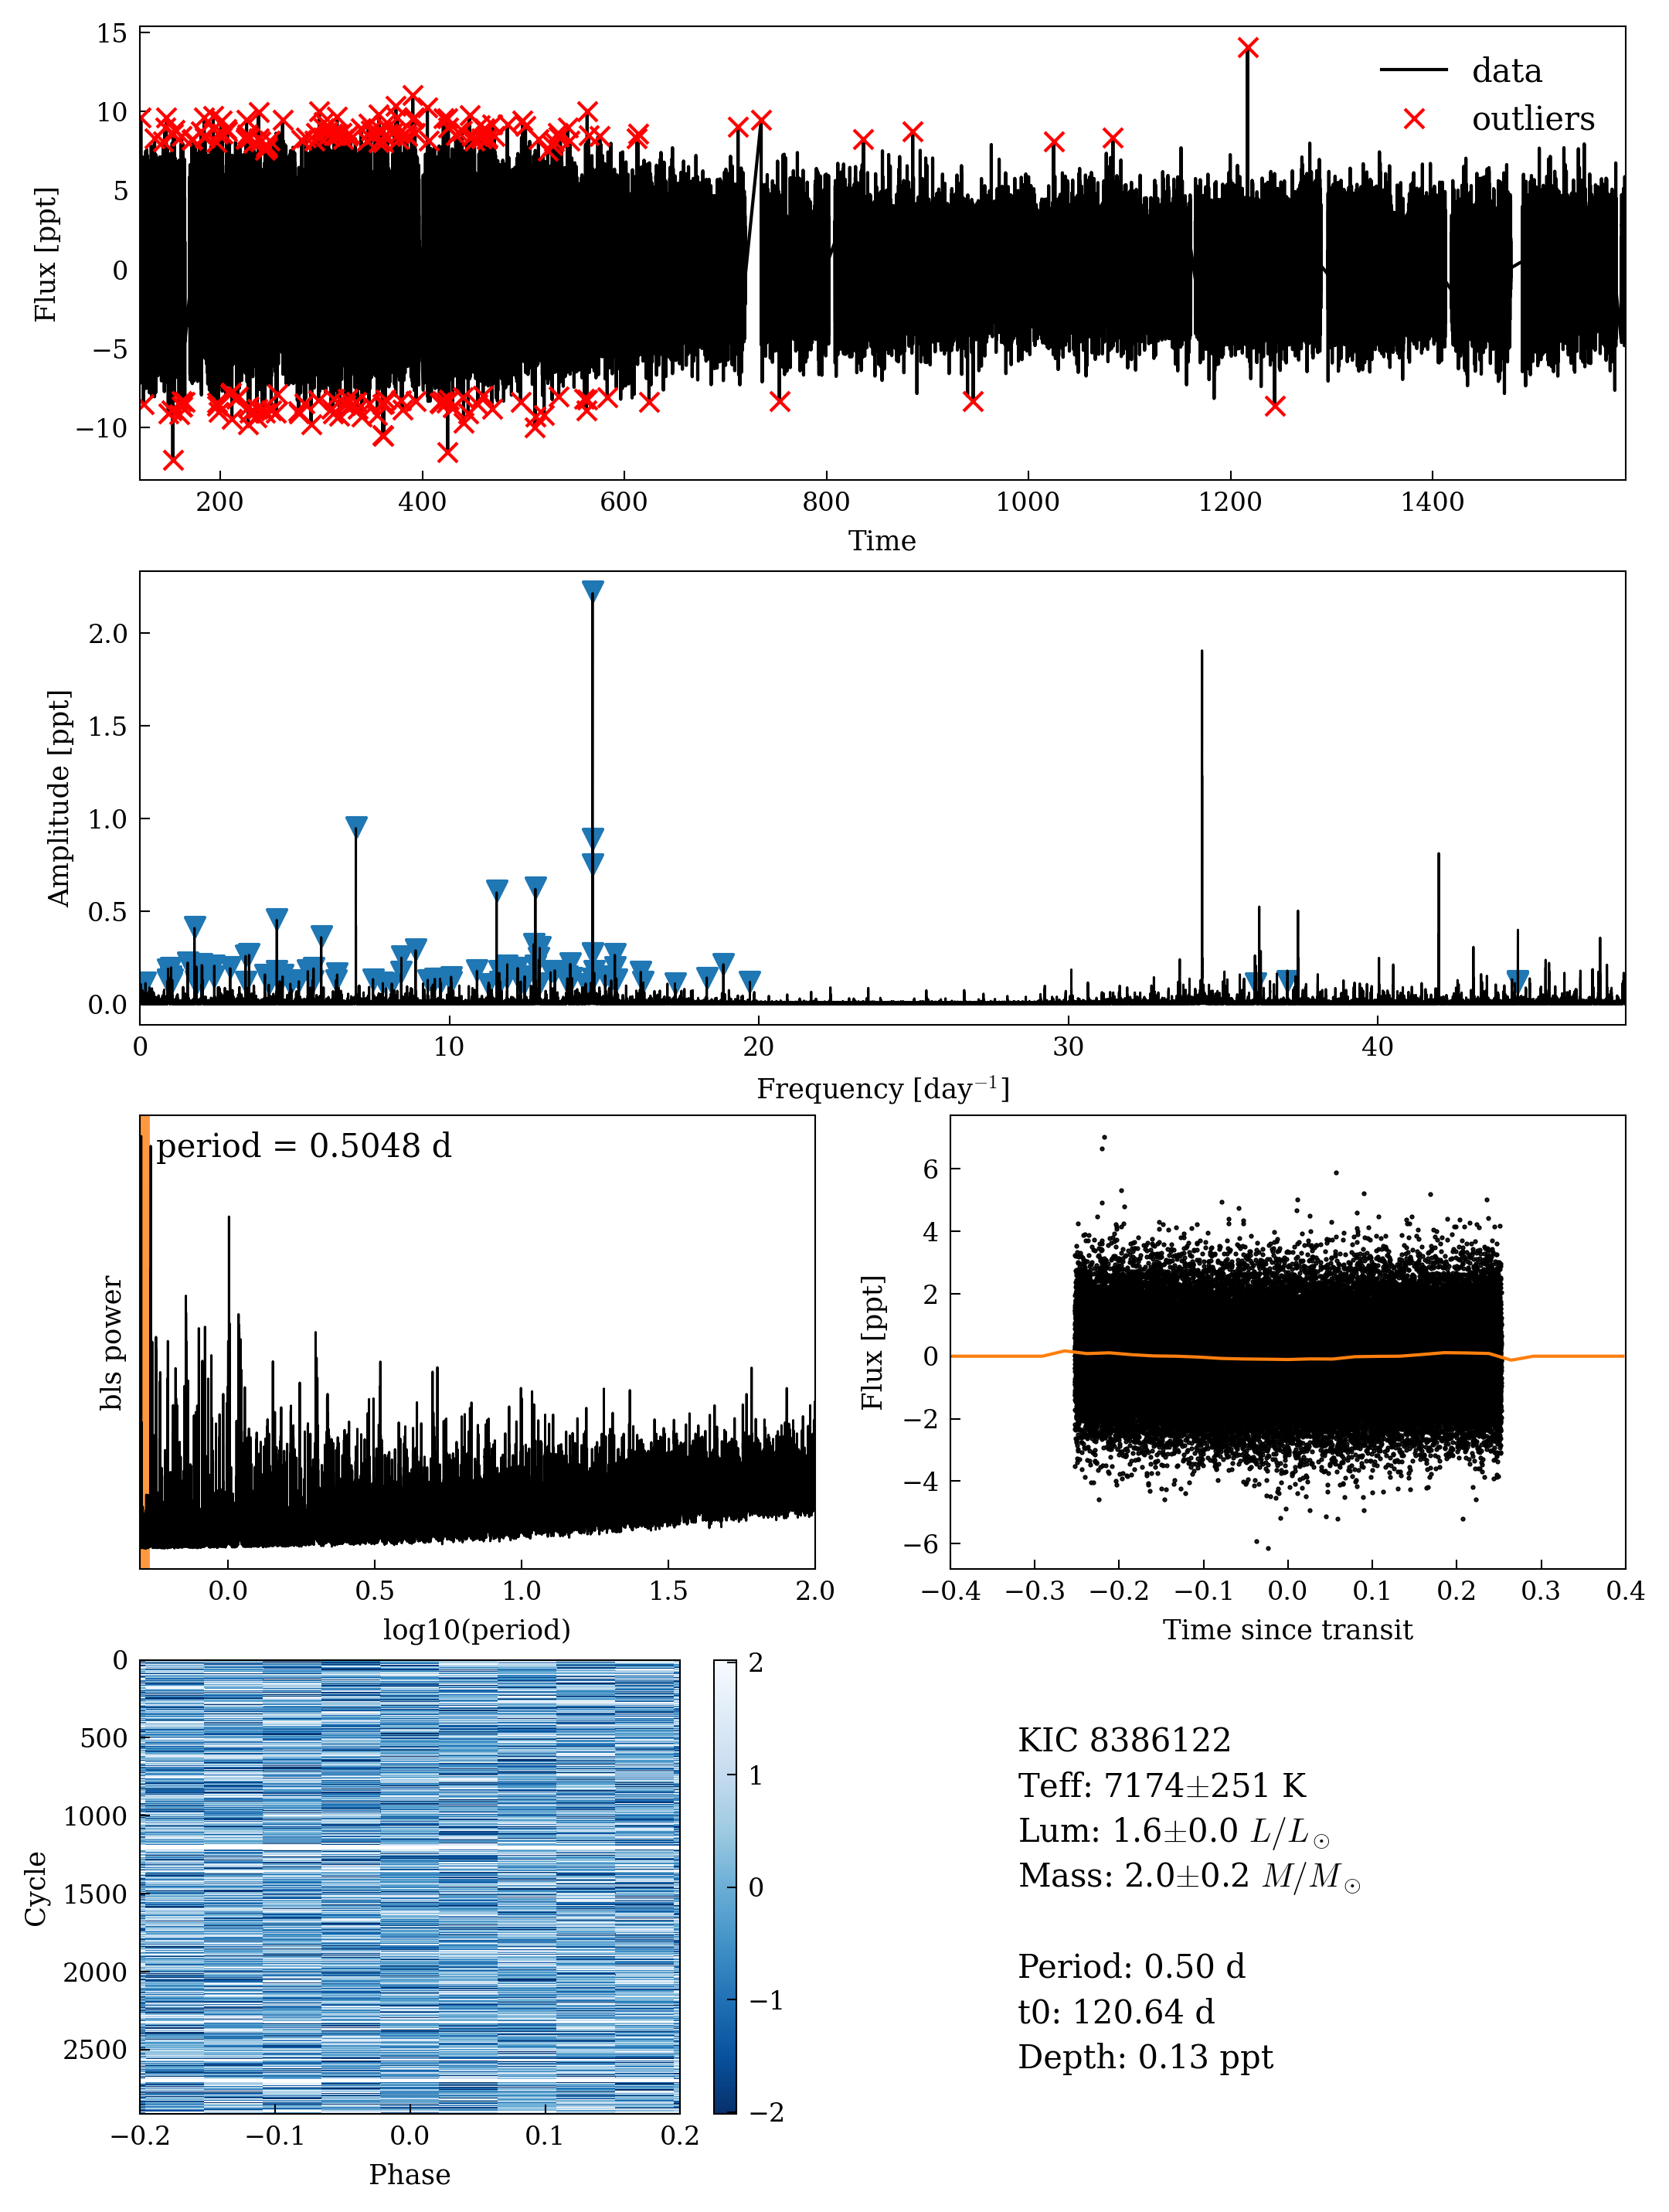 15
10
5
0
−5
−10
Flux [ppt]
data
outliers
200 400 600 800 1000 1200 1400
Time
2.0
1.5
1.0
0.5
0.0
Amplitude [ppt]
0 10 20 30 40
Frequency [day⁻¹]
period = 0.5048 d
bls power
0.0 0.5 1.0 1.5 2.0
log10(period)
6
4
2
0
−2
−4
−6
Flux [ppt]
−0.4 −0.3 −0.2 −0.1 0.0 0.1 0.2 0.3 0.4
Time since transit
0
500
1000
1500
2000
2500
Cycle
−0.2 −0.1 0.0 0.1 0.2
Phase
2
1
0
−1
−2
KIC 8386122
Teff: 7174±251 K
Lum: 1.6±0.0 L/L⊙
Mass: 2.0±0.2 M/M⊙
Period: 0.50 d
t0: 120.64 d
Depth: 0.13 ppt